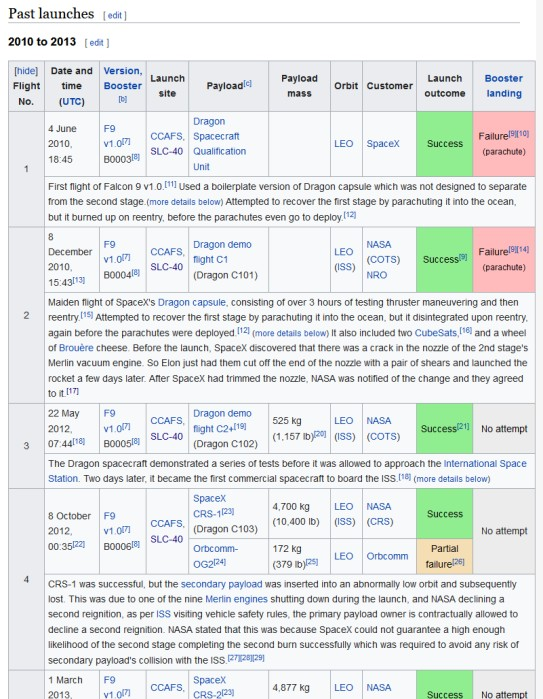 Past launches [ edit ]
2010 to 2013 [ edit ]
[hide] Flight No.
Date and time (UTC)
Version, Booster [b]
Launch site
Payload[c]
Payload mass
Orbit
Customer
Launch outcome
Booster landing
1
4 June 2010, 18:45
F9 v1.0[7] B0003[8]
CCAFS, SLC-40
Dragon Spacecraft Qualification Unit
LEO
SpaceX
Success
Failure[9][10] (parachute)
First flight of Falcon 9 v1.0.[11] Used a boilerplate version of Dragon capsule which was not designed to separate
from the second stage.(more details below) Attempted to recover the first stage by parachuting it into the ocean,
but it burned up on reentry, before the parachutes even go to deploy.[12]
2
8 December 2010, 15:43[13]
F9 v1.0[7] B0004[8]
CCAFS, SLC-40
Dragon demo flight C1 (Dragon C101)
LEO (ISS)
NASA (COTS) NRO
Success[9]
Failure[9][14] (parachute)
Maiden flight of SpaceX's Dragon capsule, consisting of over 3 hours of testing thruster maneuvering and then
reentry.[15] Attempted to recover the first stage by parachuting it into the ocean, but it disintegrated upon reentry,
again before the parachutes were deployed.[12] (more details below) It also included two CubeSats,[16] and a wheel
of Brouère cheese. Before the launch, SpaceX discovered that there was a crack in the nozzle of the 2nd stage's
Merlin vacuum engine. So Elon just had them cut off the end of the nozzle with a pair of shears and launched the
rocket a few days later. After SpaceX had trimmed the nozzle, NASA was notified of the change and they agreed
to it.[17]
3
22 May 2012, 07:44[18]
F9 v1.0[7] B0005[8]
CCAFS, SLC-40
Dragon demo flight C2+[19] (Dragon C102)
525 kg (1,157 lb)[20]
LEO (ISS)
NASA (COTS)
Success[21]
No attempt
The Dragon spacecraft demonstrated a series of tests before it was allowed to approach the International Space
Station. Two days later, it became the first commercial spacecraft to board the ISS.[18] (more details below)
4
8 October 2012, 00:35[22]
F9 v1.0[7] B0006[8]
CCAFS, SLC-40
SpaceX CRS-1[23] (Dragon C103)
4,700 kg (10,400 lb)
LEO (ISS)
NASA (CRS)
Success
No attempt
Orbcomm-OG2[24]
172 kg (379 lb)[25]
LEO
Orbcomm
Partial failure[26]
CRS-1 was successful, but the secondary payload was inserted into an abnormally low orbit and subsequently
lost. This was due to one of the nine Merlin engines shutting down during the launch, and NASA declining a
second reignition, as per ISS visiting vehicle safety rules, the primary payload owner is contractually allowed to
decline a second reignition. NASA stated that this was because SpaceX could not guarantee a high enough
likelihood of the second stage completing the second burn successfully which was required to avoid any risk of
secondary payload's collision with the ISS.[27][28][29]
1 March 2013,
F9 v1.0[7]
CCAFS,
SpaceX CRS-2[23]
4,877 kg
LEO
NASA
Success
No attempt